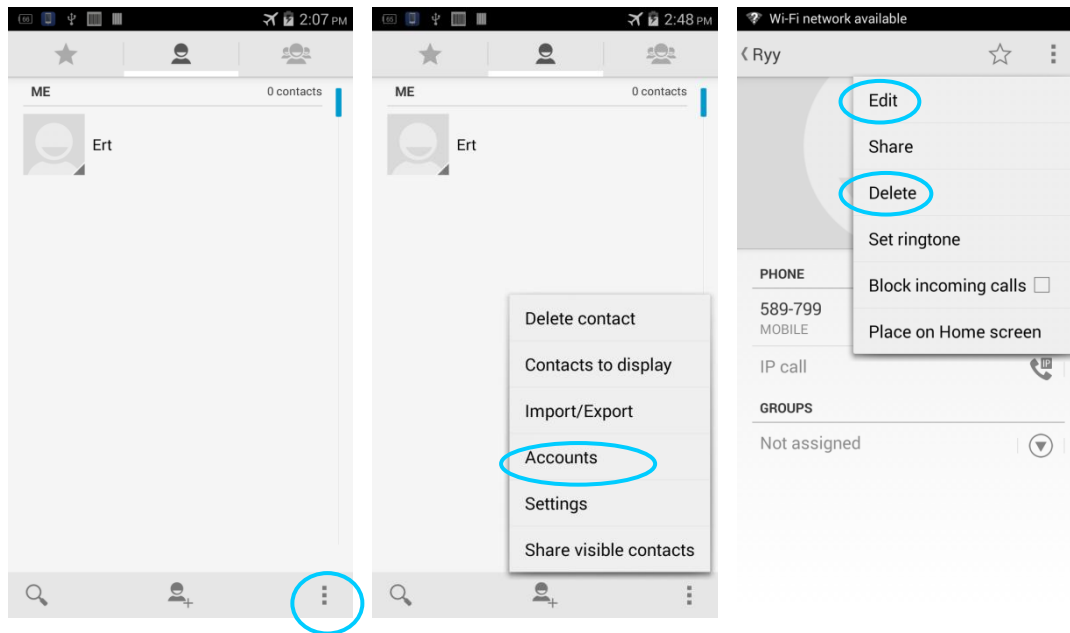 2:07 PM
ME 0 contacts
Ert
2:48 PM
ME 0 contacts
Ert
Delete contact
Contacts to display
Import/Export
Accounts
Settings
Share visible contacts
Wi-Fi network available
Ryy
Edit
Share
Delete
Set ringtone
Block incoming calls
Place on Home screen
PHONE
589-799
MOBILE
IP call
GROUPS
Not assigned